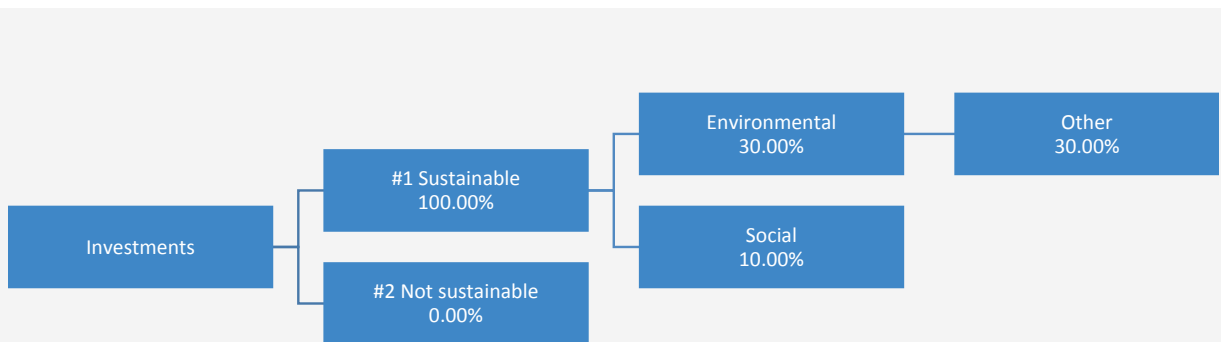 Investments
#1 Sustainable
100.00%
#2 Not sustainable
0.00%
Environmental
30.00%
Social
10.00%
Other
30.00%